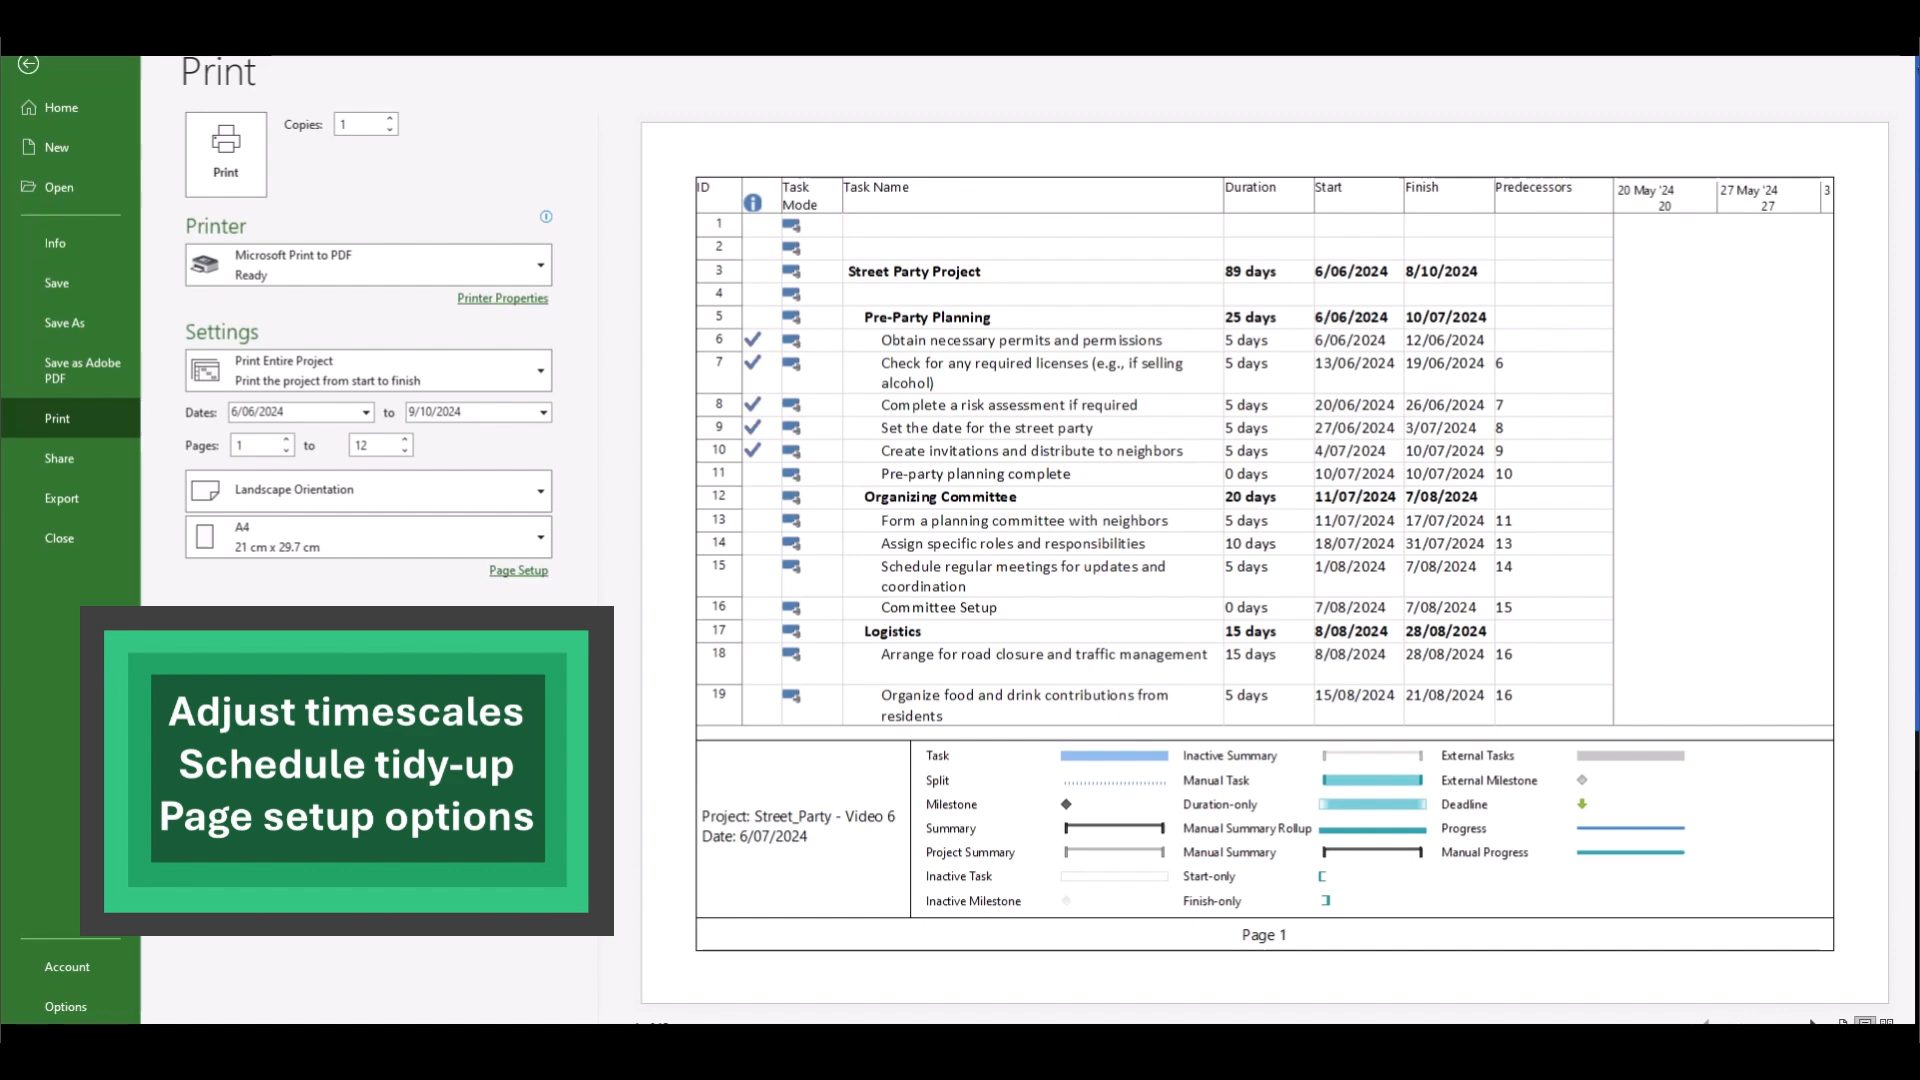 Print
Home
New
Open
Info
Save
Save As
Save as Adobe
PDF
Print
Share
Export
Close
Account
Options
Print
Copies: 1
Printer
Microsoft Print to PDF
Ready
Printer Properties
Settings
Print Entire Project
Print the project from start to finish
Dates: 6/06/2024 to 9/10/2024
Pages: 1 to 12
Landscape Orientation
A4
21 cm x 29.7 cm
Page Setup
Adjust timescales
Schedule tidy-up
Page setup options
ID Task Mode Task Name Duration Start Finish Predecessors 20 May '24 27 May '24 3
20 27
1
2
3 Street Party Project 89 days 6/06/2024 8/10/2024
4
5 Pre-Party Planning 25 days 6/06/2024 10/07/2024
6 Obtain necessary permits and permissions 5 days 6/06/2024 12/06/2024
7 Check for any required licenses (e.g., if selling 5 days 13/06/2024 19/06/2024 6
alcohol)
8 Complete a risk assessment if required 5 days 20/06/2024 26/06/2024 7
9 Set the date for the street party 5 days 27/06/2024 3/07/2024 8
10 Create invitations and distribute to neighbors 5 days 4/07/2024 10/07/2024 9
11 Pre-party planning complete 0 days 10/07/2024 10/07/2024 10
12 Organizing Committee 20 days 11/07/2024 7/08/2024
13 Form a planning committee with neighbors 5 days 11/07/2024 17/07/2024 11
14 Assign specific roles and responsibilities 10 days 18/07/2024 31/07/2024 13
15 Schedule regular meetings for updates and 5 days 1/08/2024 7/08/2024 14
coordination
16 Committee Setup 0 days 7/08/2024 7/08/2024 15
17 Logistics 15 days 8/08/2024 28/08/2024
18 Arrange for road closure and traffic management 15 days 8/08/2024 28/08/2024 16
19 Organize food and drink contributions from 5 days 15/08/2024 21/08/2024 16
residents
Project: Street_Party - Video 6
Date: 6/07/2024
Task Inactive Summary External Tasks
Split Manual Task External Milestone
Milestone Duration-only Deadline
Summary Manual Summary Rollup Progress
Project Summary Manual Summary Manual Progress
Inactive Task Start-only
Inactive Milestone Finish-only
Page 1